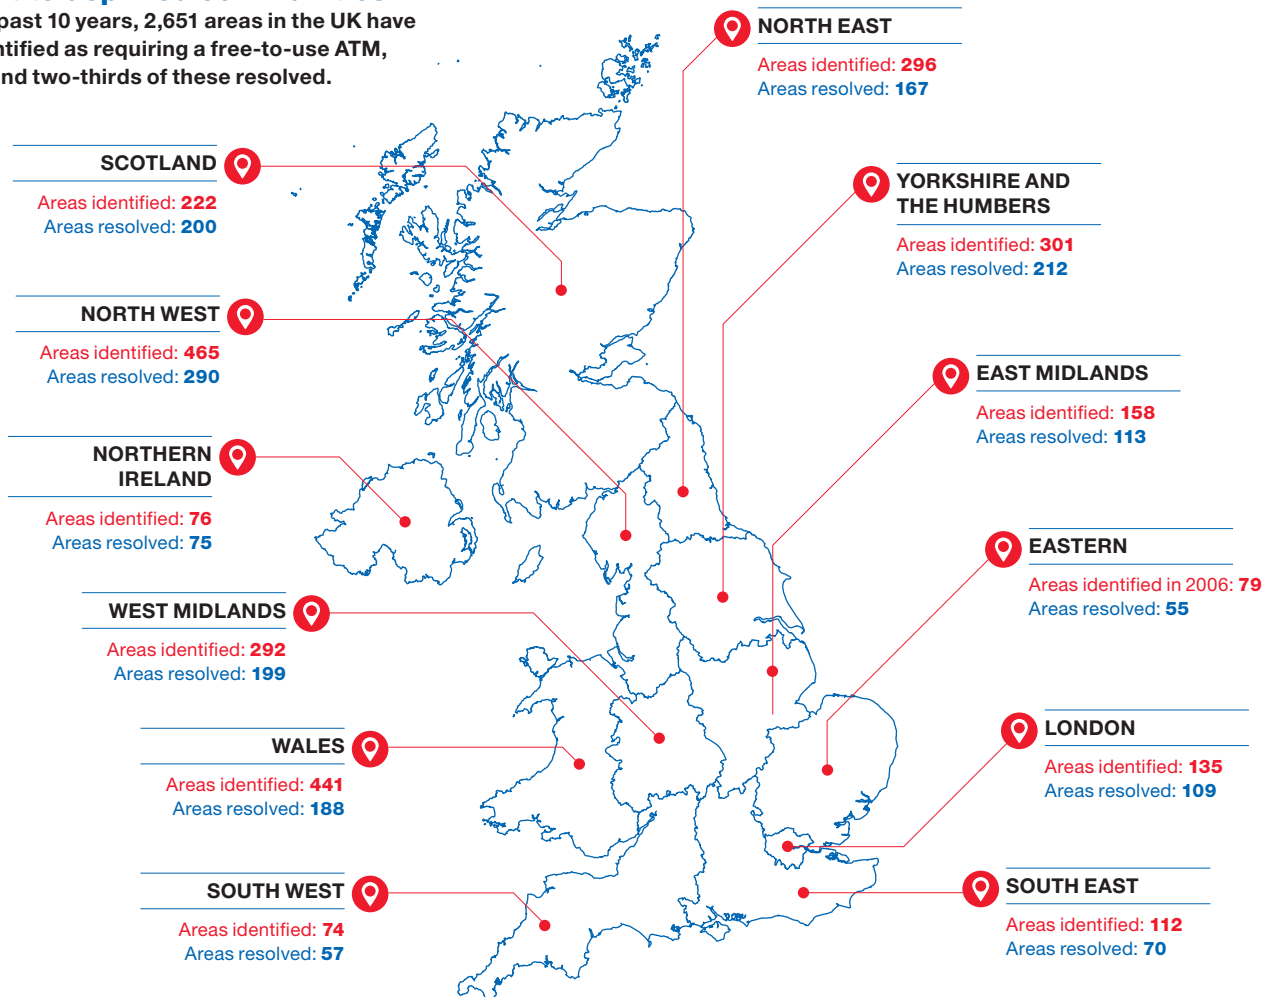 past 10 years, 2,651 areas in the UK have
identified as requiring a free-to-use ATM,
and two-thirds of these resolved.
NORTH EAST
Areas identified: 296
Areas resolved: 167
SCOTLAND
Areas identified: 222
Areas resolved: 200
YORKSHIRE AND
THE HUMBERS
Areas identified: 301
Areas resolved: 212
NORTH WEST
Areas identified: 465
Areas resolved: 290
EAST MIDLANDS
Areas identified: 158
Areas resolved: 113
NORTHERN
IRELAND
Areas identified: 76
Areas resolved: 75
EASTERN
Areas identified in 2006: 79
Areas resolved: 55
WEST MIDLANDS
Areas identified: 292
Areas resolved: 199
WALES
Areas identified: 441
Areas resolved: 188
LONDON
Areas identified: 135
Areas resolved: 109
SOUTH WEST
Areas identified: 74
Areas resolved: 57
SOUTH EAST
Areas identified: 112
Areas resolved: 70